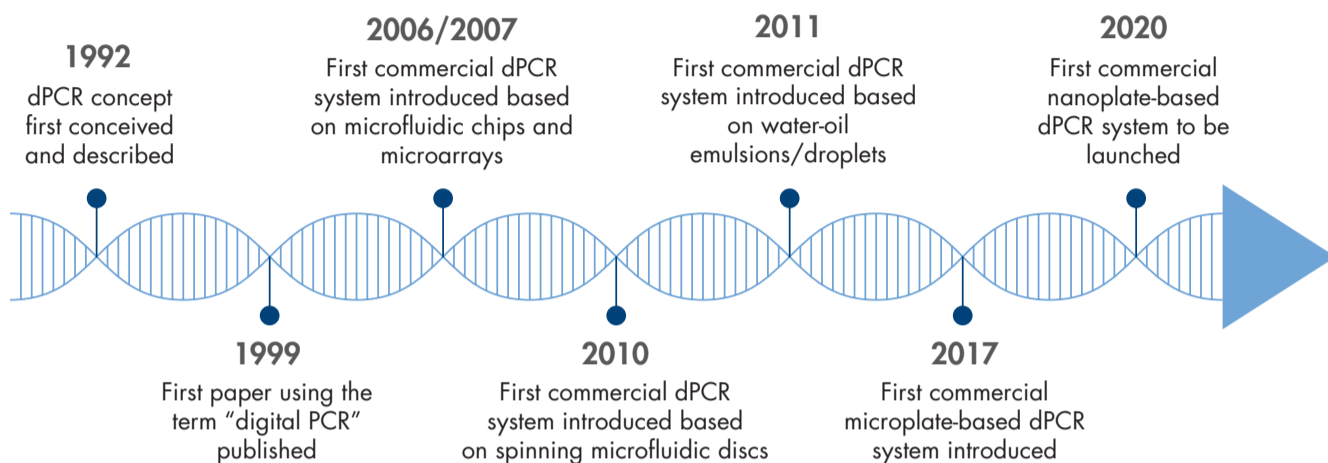 1992
dPCR concept
first conceived
and described
2006/2007
First commercial dPCR
system introduced based
on microfluidic chips and
microarrays
2011
First commercial dPCR
system introduced based
on water-oil
emulsions/droplets
2020
First commercial
nanoplate-based
dPCR system to be
launched
1999
First paper using the
term “digital PCR”
published
2010
First commercial dPCR
system introduced based
on spinning microfluidic discs
2017
First commercial
microplate-based dPCR
system introduced